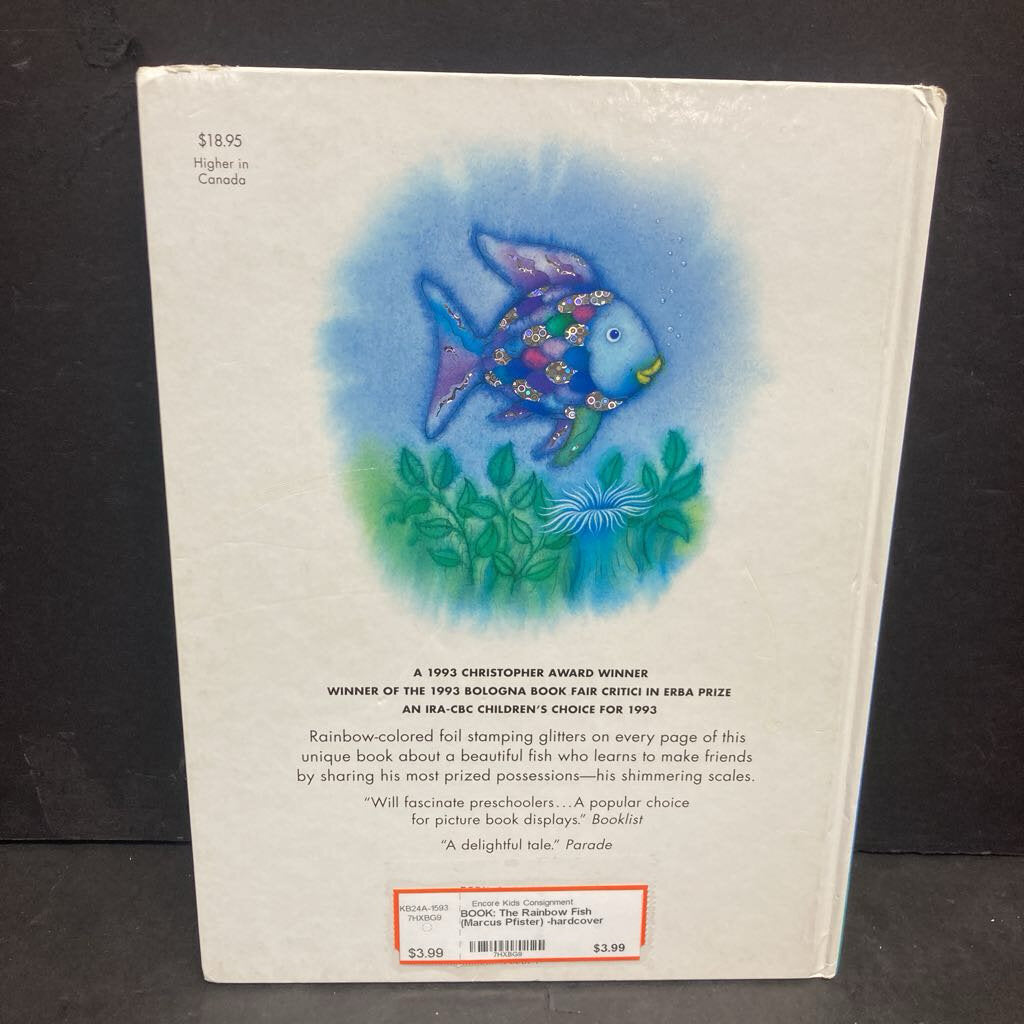 $18.95
Higher in
Canada
A 1993 CHRISTOPHER AWARD WINNER
WINNER OF THE 1993 BOLOGNA BOOK FAIR CRITICI IN ERBA PRIZE
AN IRA-CBC CHILDREN'S CHOICE FOR 1993
Rainbow-colored foil stamping glitters on every page of this
unique book about a beautiful fish who learns to make friends
by sharing his most prized possessions—his shimmering scales.
"Will fascinate preschoolers...A popular choice
for picture book displays." Booklist
"A delightful tale." Parade
KB24A-1593
7HXBG9
$3.99
Encore Kids Consignment
BOOK: The Rainbow Fish
(Marcus Pfister) -hardcover
7HXBG9
$3.99